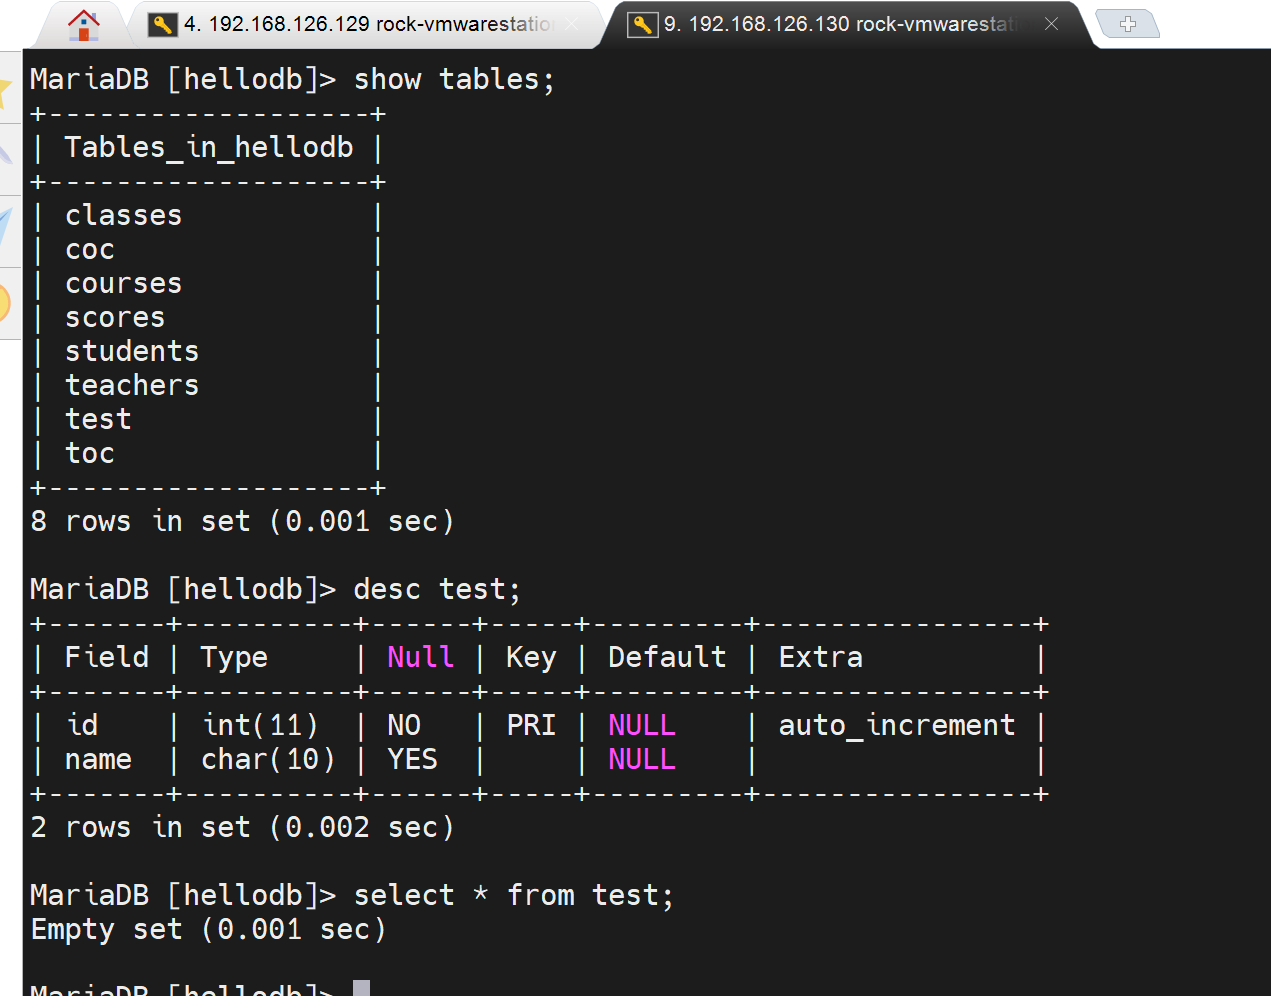 4. 192.168.126.129 rock-vmwarestation
9. 192.168.126.130 rock-vmwarestati
MariaDB [hellodb]> show tables;
+-------------------+
| Tables_in_hellodb |
+-------------------+
| classes           |
| coc               |
| courses           |
| scores            |
| students          |
| teachers          |
| test              |
| toc               |
+-------------------+
8 rows in set (0.001 sec)
MariaDB [hellodb]> desc test;
+-------+----------+------+-----+---------+----------------+
| Field | Type     | Null | Key | Default | Extra          |
+-------+----------+------+-----+---------+----------------+
| id    | int(11)  | NO   | PRI | NULL    | auto_increment |
| name  | char(10) | YES  |     | NULL    |                |
+-------+----------+------+-----+---------+----------------+
2 rows in set (0.002 sec)
MariaDB [hellodb]> select * from test;
Empty set (0.001 sec)
MariaDB [hellodb]>